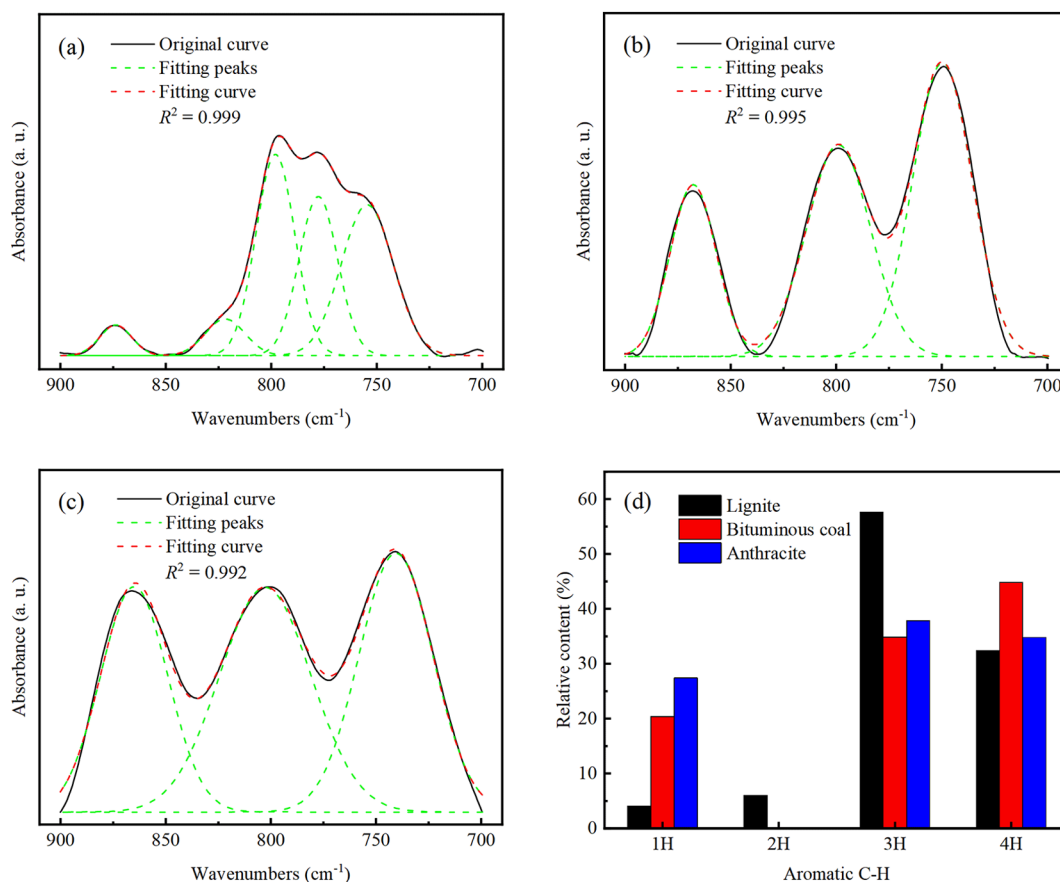 (a)
Original curve
Fitting peaks
Fitting curve
R² = 0.999
Absorbance (a. u.)
900 850 800 750 700
Wavenumbers (cm⁻¹)
(b)
Original curve
Fitting peaks
Fitting curve
R² = 0.995
Absorbance (a. u.)
900 850 800 750 700
Wavenumbers (cm⁻¹)
(c)
Original curve
Fitting peaks
Fitting curve
R² = 0.992
Absorbance (a. u.)
900 850 800 750 700
Wavenumbers (cm⁻¹)
(d)
Lignite
Bituminous coal
Anthracite
Relative content (%)
60
50
40
30
20
10
0
1H 2H 3H 4H
Aromatic C-H